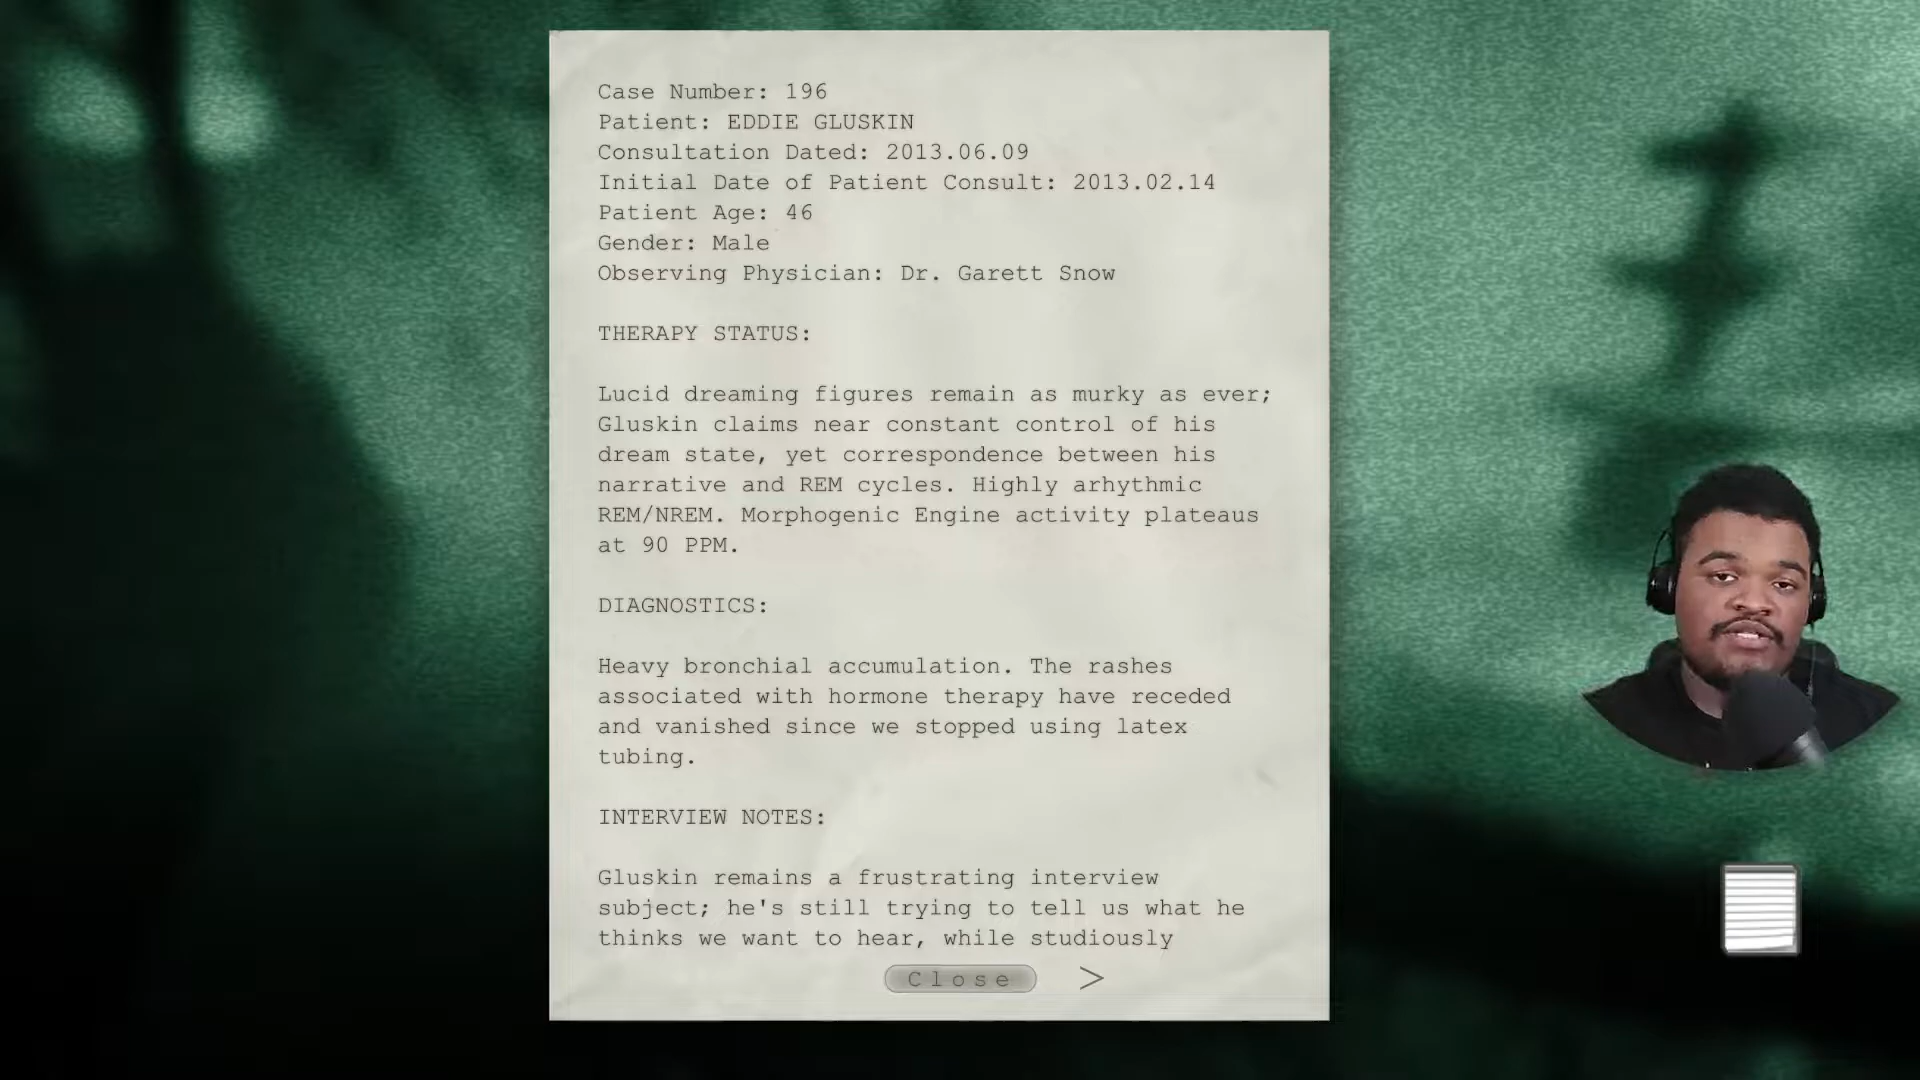 Case Number: 196
Patient: EDDIE GLUSKIN
Consultation Dated: 2013.06.09
Initial Date of Patient Consult: 2013.02.14
Patient Age: 46
Gender: Male
Observing Physician: Dr. Garett Snow
THERAPY STATUS:
Lucid dreaming figures remain as murky as ever;
Gluskin claims near constant control of his
dream state, yet correspondence between his
narrative and REM cycles. Highly arhythmic
REM/NREM. Morphogenic Engine activity plateaus
at 90 PPM.
DIAGNOSTICS:
Heavy bronchial accumulation. The rashes
associated with hormone therapy have receded
and vanished since we stopped using latex
tubing.
INTERVIEW NOTES:
Gluskin remains a frustrating interview
subject; he's still trying to tell us what he
thinks we want to hear, while studiously
Close >